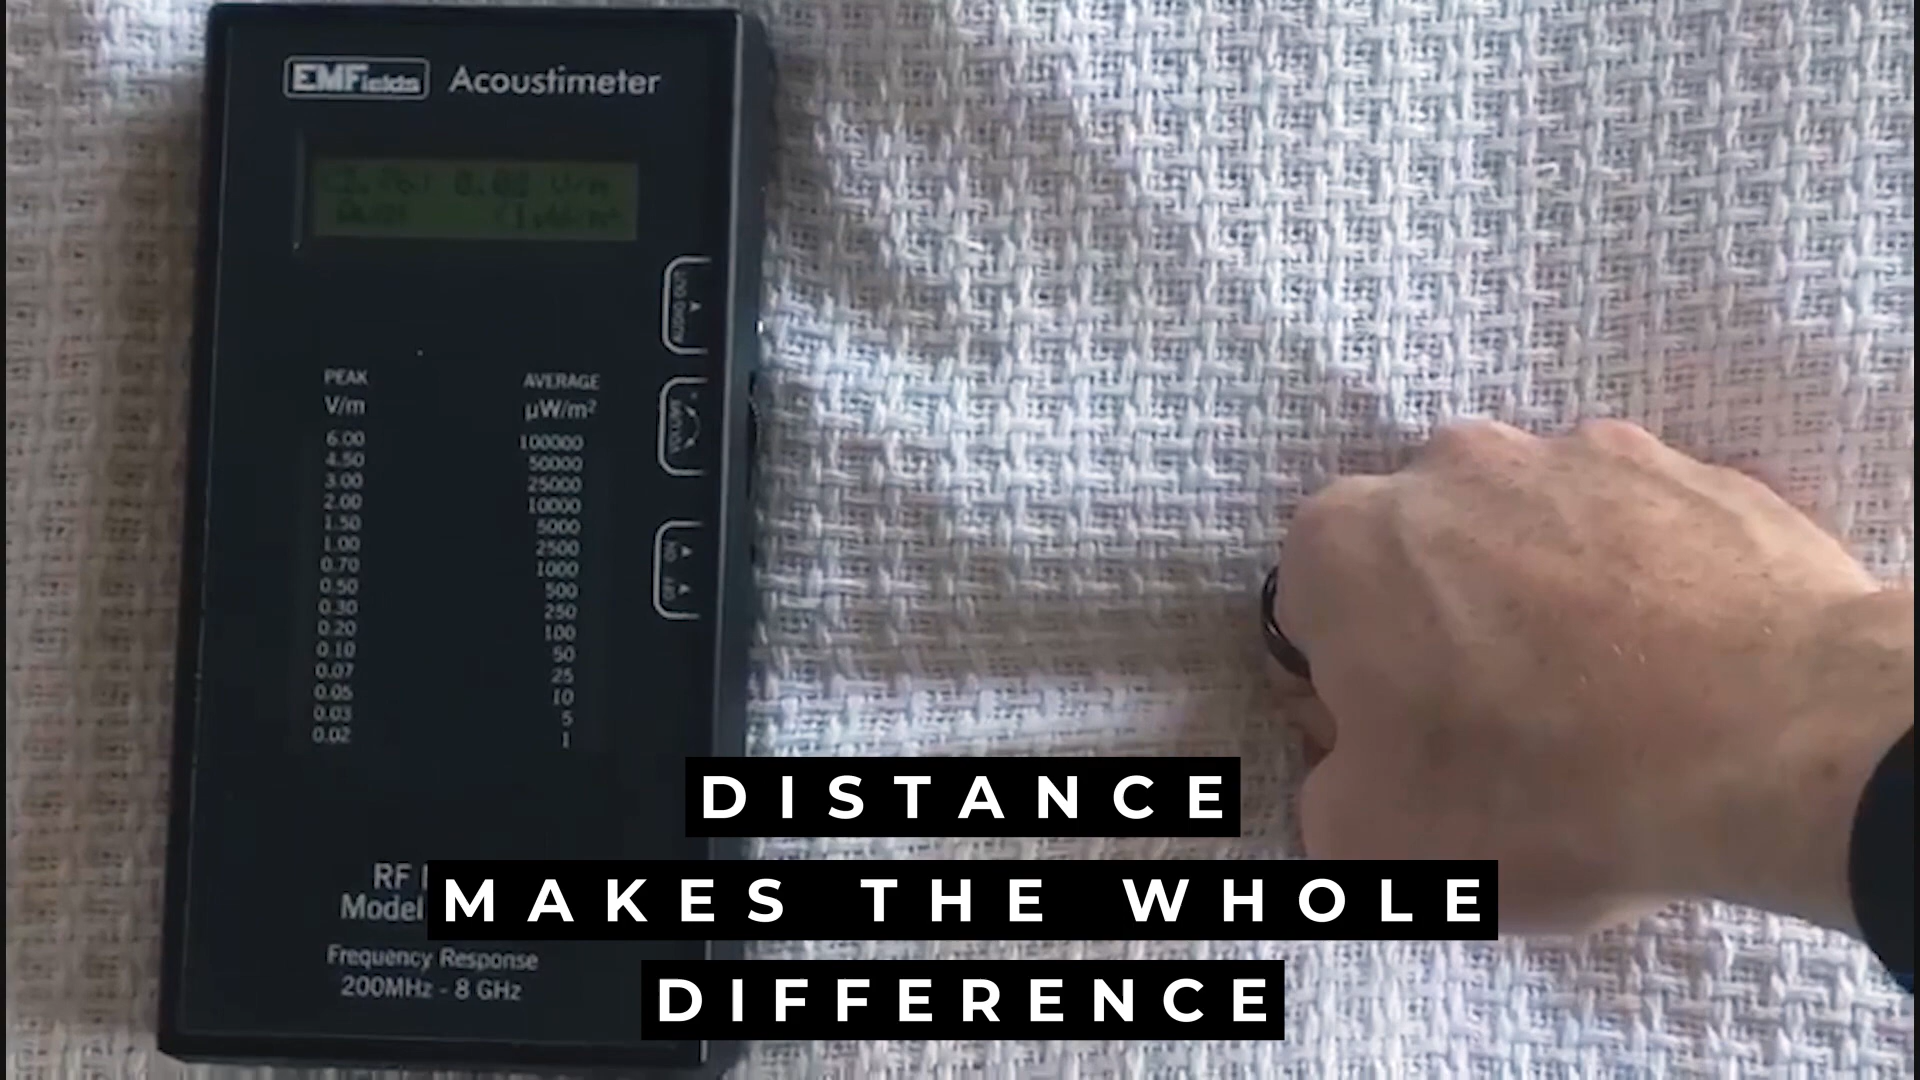 EMFields Acoustimeter
PEAK AVERAGE
V/m µW/m²
6.00 100000
4.50 50000
3.00 25000
2.00 10000
1.50 5000
1.00 2500
0.70 1000
0.50 500
0.30 250
0.20 100
0.10 50
0.07 25
0.05 10
0.03 5
0.02 1
DISTANCE
RF
Model
MAKES THE WHOLE
Frequency Response
200MHz - 8 GHz
DIFFERENCE